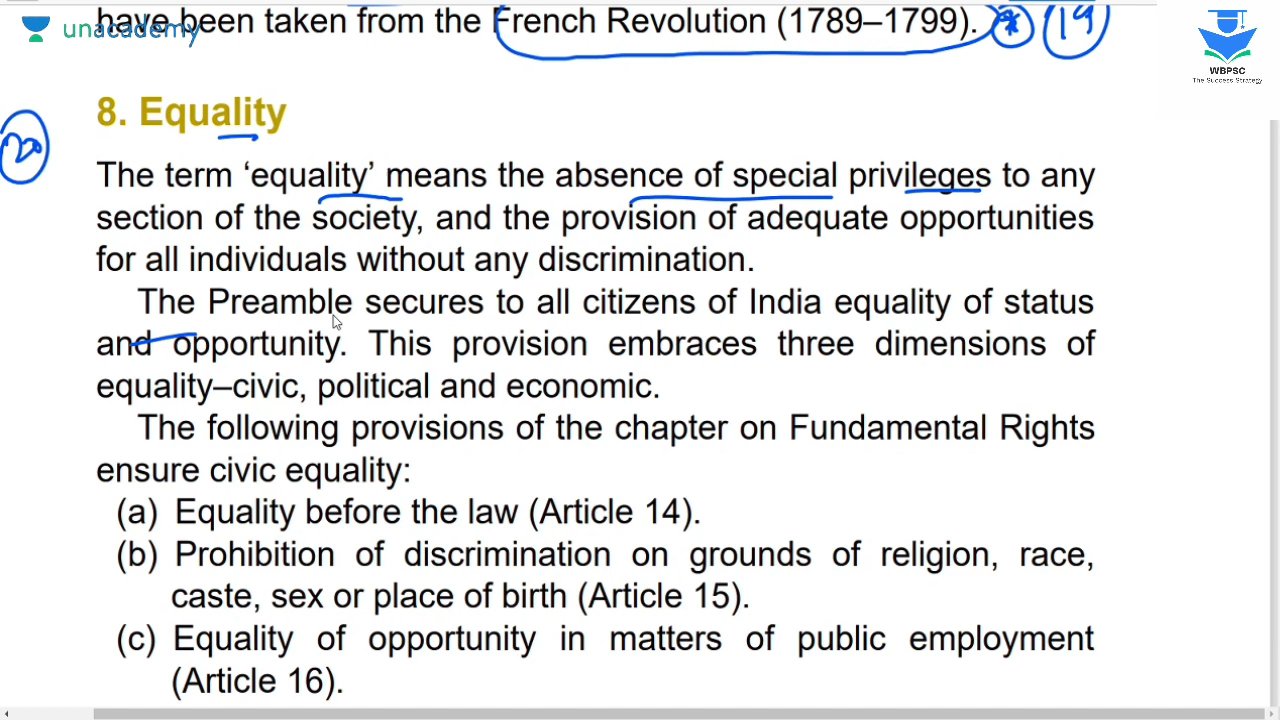 have been taken from the French Revolution (1789–1799). * 19
unacademy
WBPSC
The Success Strategy
8. Equality
20
The term ‘equality’ means the absence of special privileges to any
section of the society, and the provision of adequate opportunities
for all individuals without any discrimination.
The Preamble secures to all citizens of India equality of status
and opportunity. This provision embraces three dimensions of
equality–civic, political and economic.
The following provisions of the chapter on Fundamental Rights
ensure civic equality:
(a) Equality before the law (Article 14).
(b) Prohibition of discrimination on grounds of religion, race,
caste, sex or place of birth (Article 15).
(c) Equality of opportunity in matters of public employment
(Article 16).